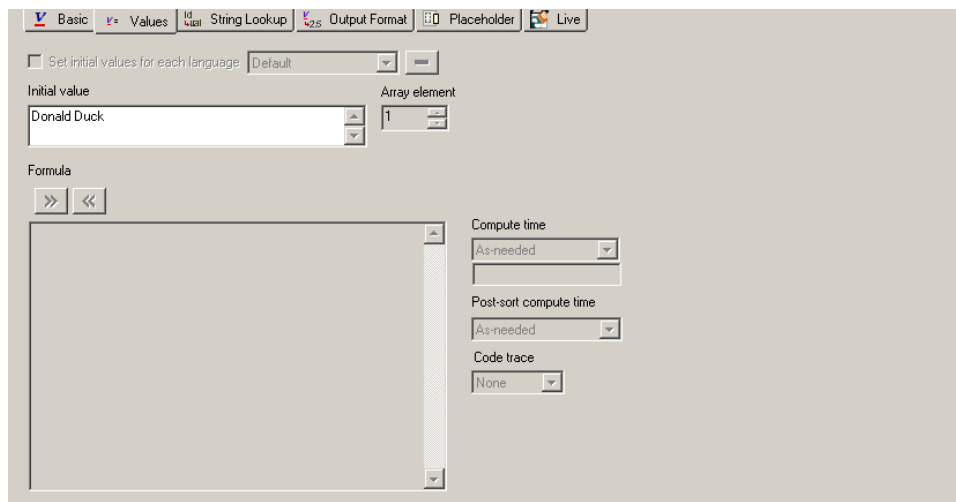 Basic Values String Lookup Output Format Placeholder Live
Set initial values for each language Default
Initial value Array element
Donald Duck 1
Formula
Compute time
As-needed
Post-sort compute time
As-needed
Code trace
None